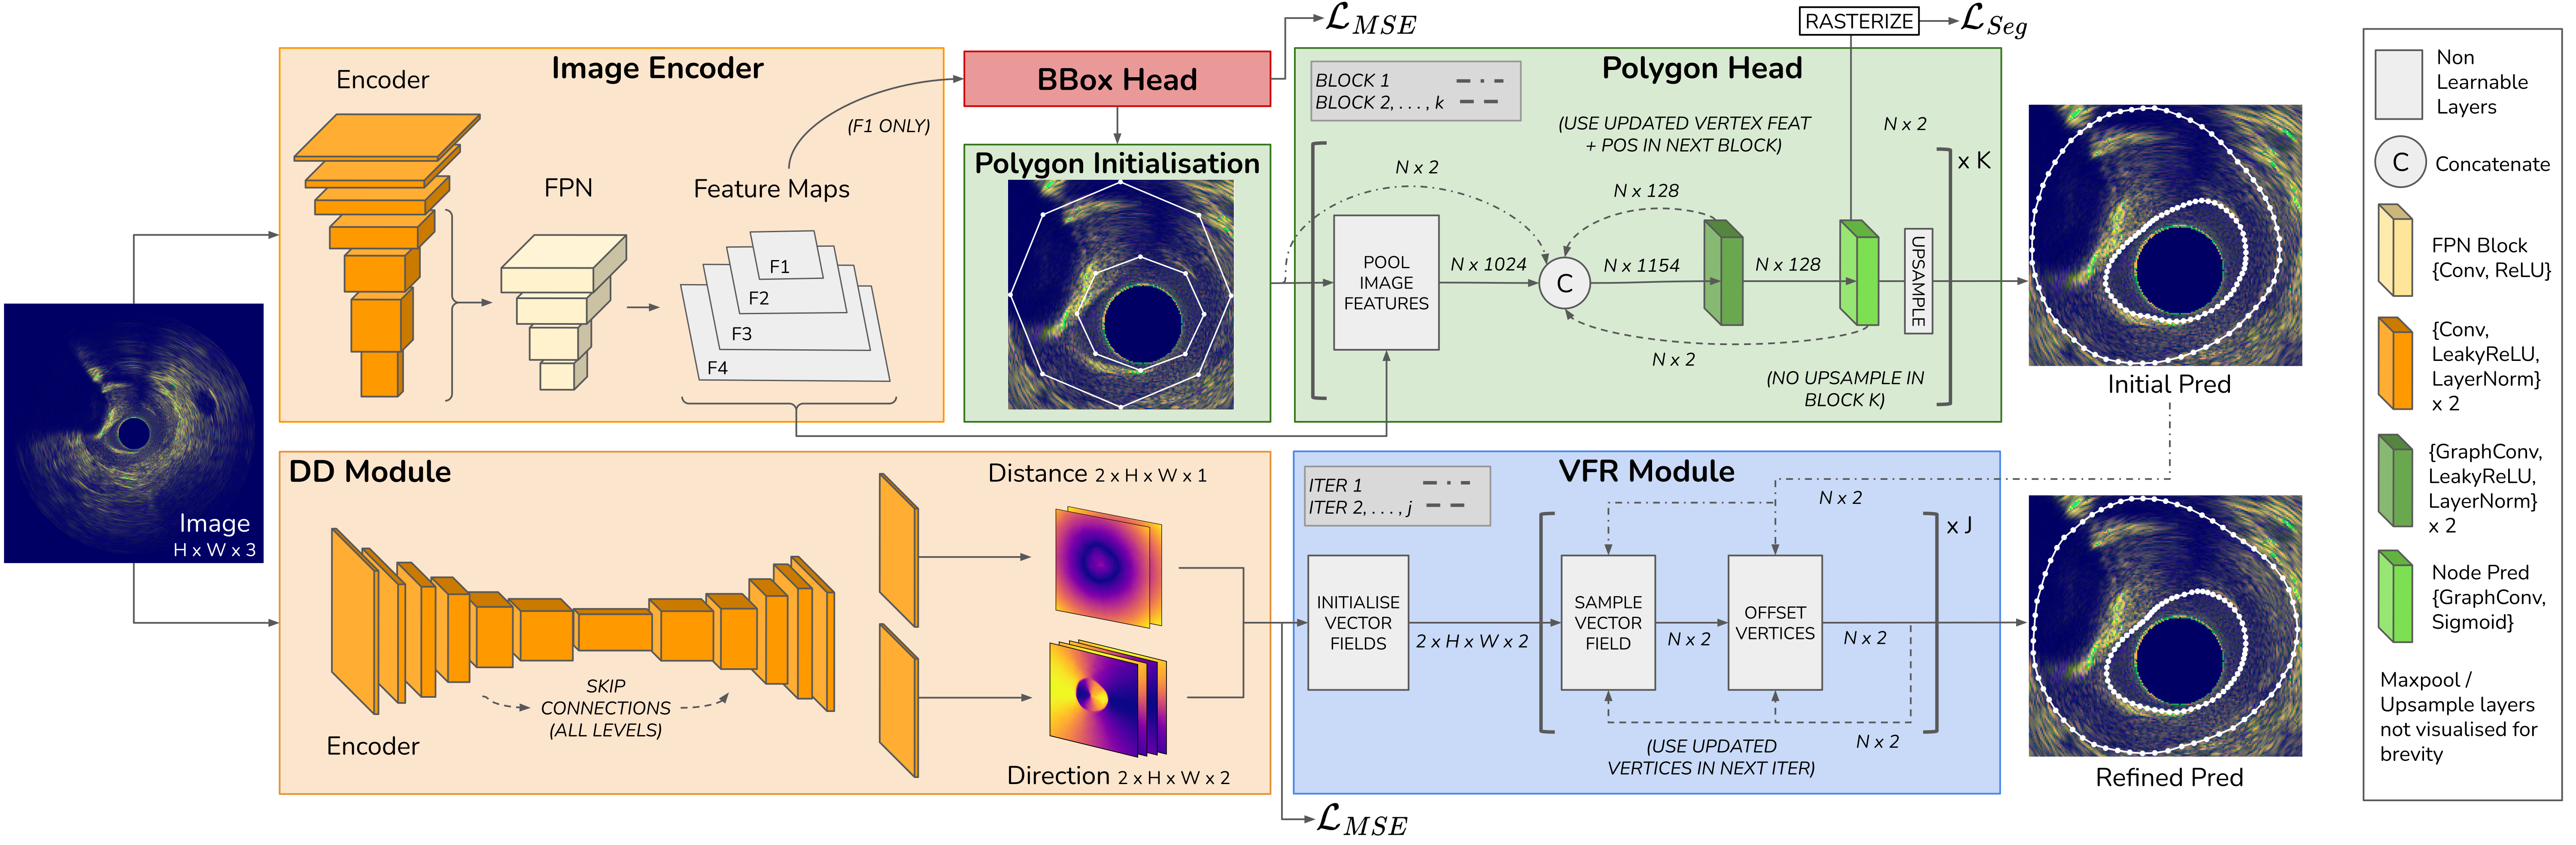 Image
H x W x 3
Image Encoder
Encoder
FPN
Feature Maps
F1
F2
F3
F4
(F1 ONLY)
BBox Head
ℒMSE
Polygon Initialisation
Polygon Head
BLOCK 1
BLOCK 2, . . . , k
(USE UPDATED VERTEX FEAT
+ POS IN NEXT BLOCK)
RASTERIZE
ℒSeg
N x 2
x K
N x 2
N x 128
POOL
IMAGE
FEATURES
N x 1024
C
N x 1154
N x 128
UPSAMPLE
N x 2
(NO UPSAMPLE IN
BLOCK K)
Initial Pred
DD Module
Encoder
SKIP
CONNECTIONS
(ALL LEVELS)
Distance 2 x H x W x 1
Direction 2 x H x W x 2
ℒMSE
VFR Module
ITER 1
ITER 2, . . . , j
N x 2
x J
INITIALISE
VECTOR
FIELDS
2 x H x W x 2
SAMPLE
VECTOR
FIELD
N x 2
OFFSET
VERTICES
N x 2
N x 2
(USE UPDATED
VERTICES IN NEXT ITER)
Refined Pred
Non
Learnable
Layers
C
Concatenate
FPN Block
{Conv, ReLU}
{Conv,
LeakyReLU,
LayerNorm}
x 2
{GraphConv,
LeakyReLU,
LayerNorm}
x 2
Node Pred
{GraphConv,
Sigmoid}
Maxpool /
Upsample layers
not visualised for
brevity